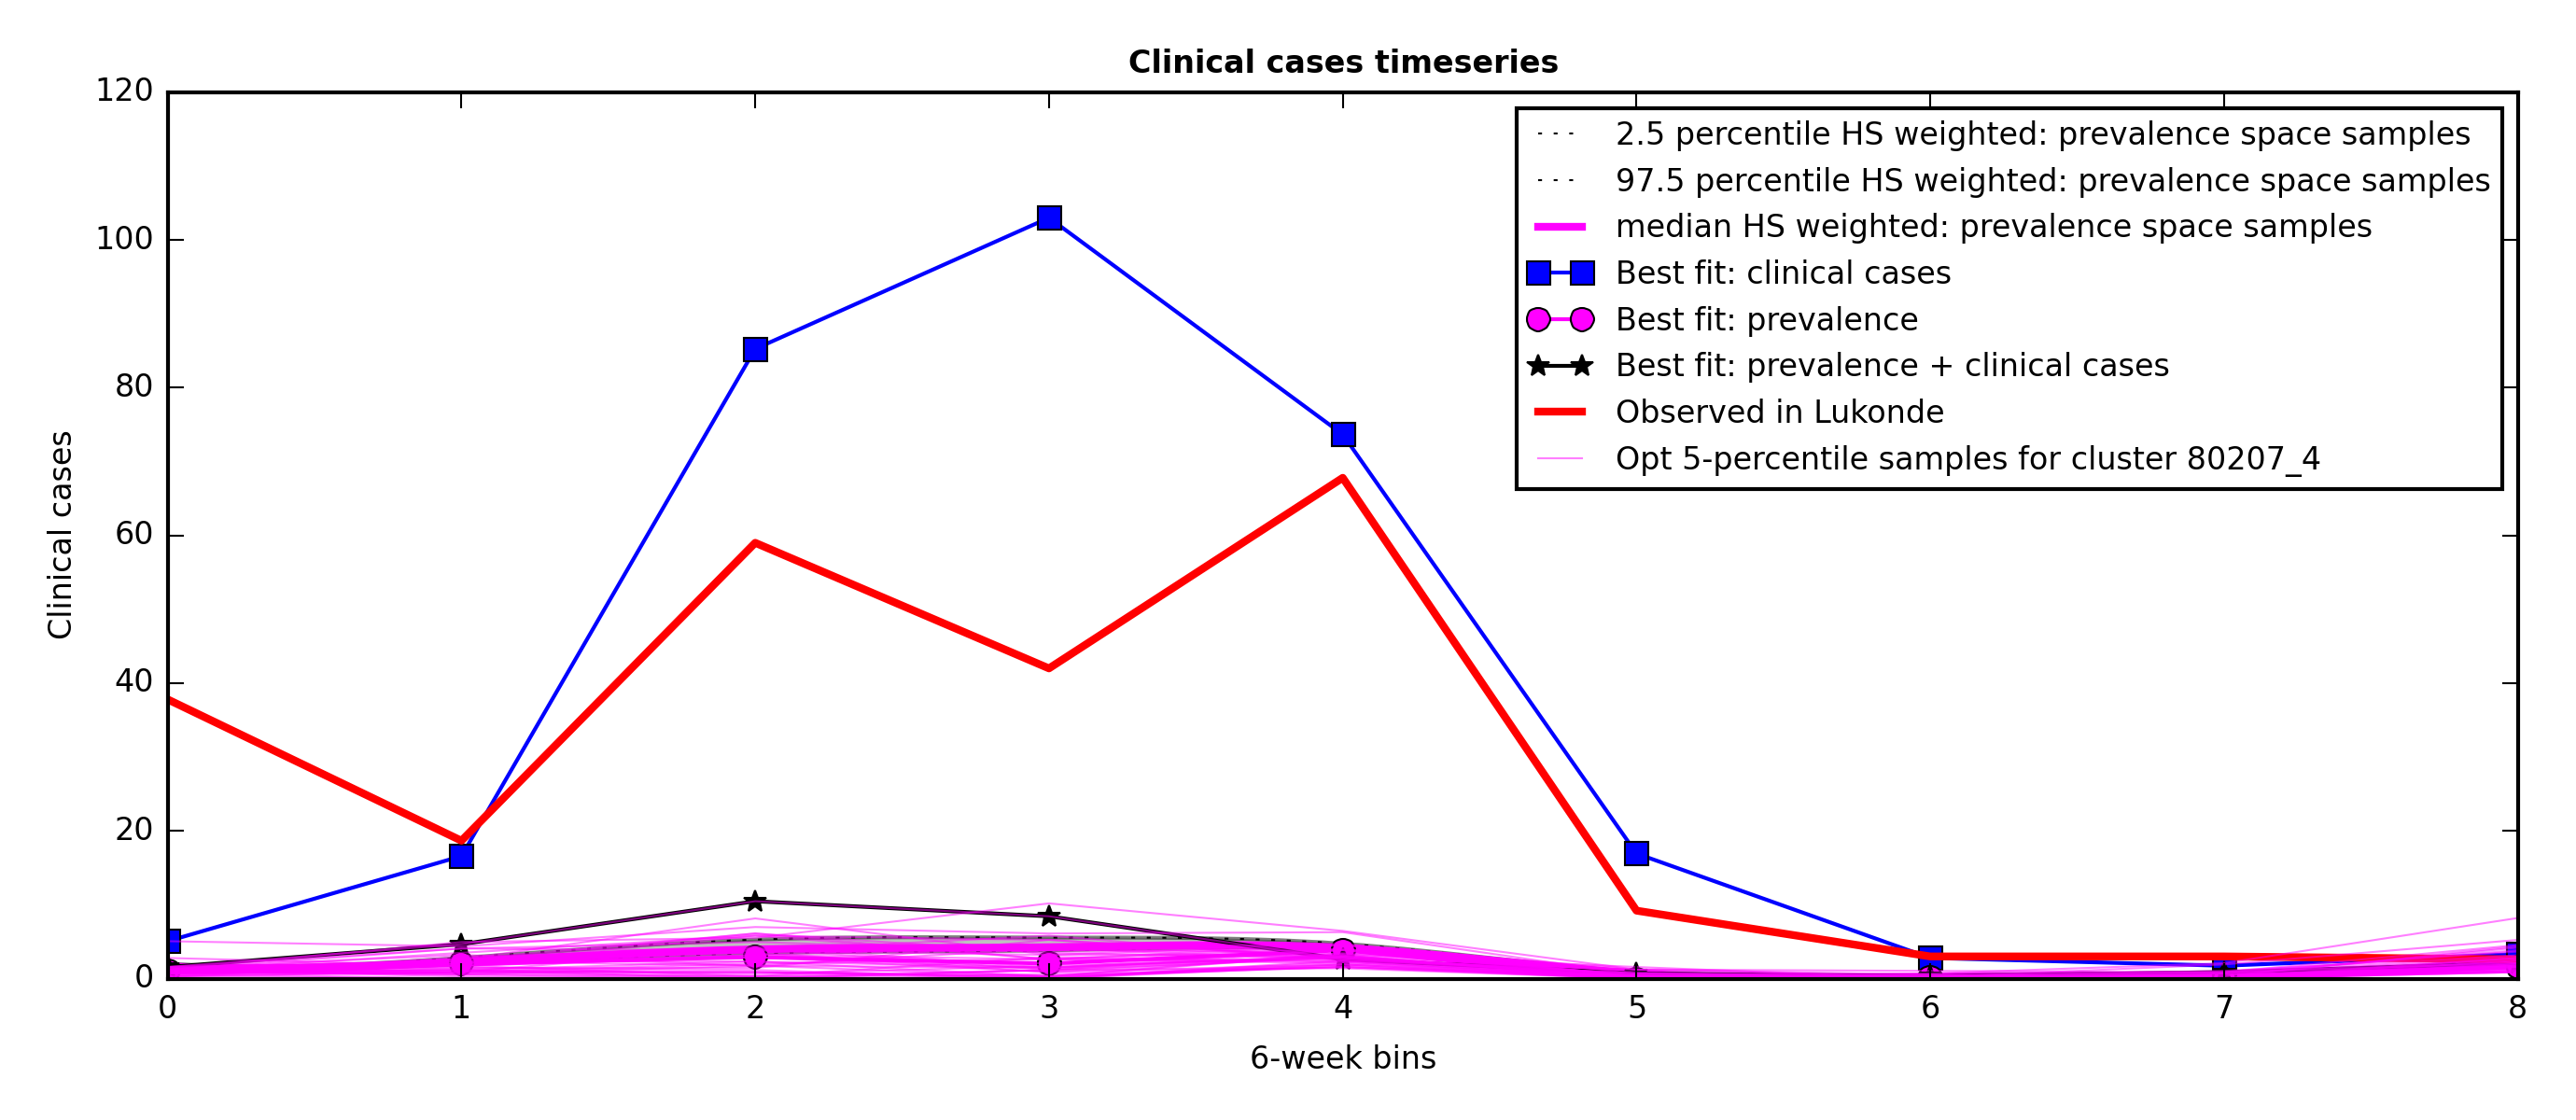 Clinical cases timeseries
120
100
80
60
40
20
0
Clinical cases
2.5 percentile HS weighted: prevalence space samples
97.5 percentile HS weighted: prevalence space samples
median HS weighted: prevalence space samples
Best fit: clinical cases
Best fit: prevalence
Best fit: prevalence + clinical cases
Observed in Lukonde
Opt 5-percentile samples for cluster 80207_4
0 1 2 3 4 5 6 7 8
6-week bins